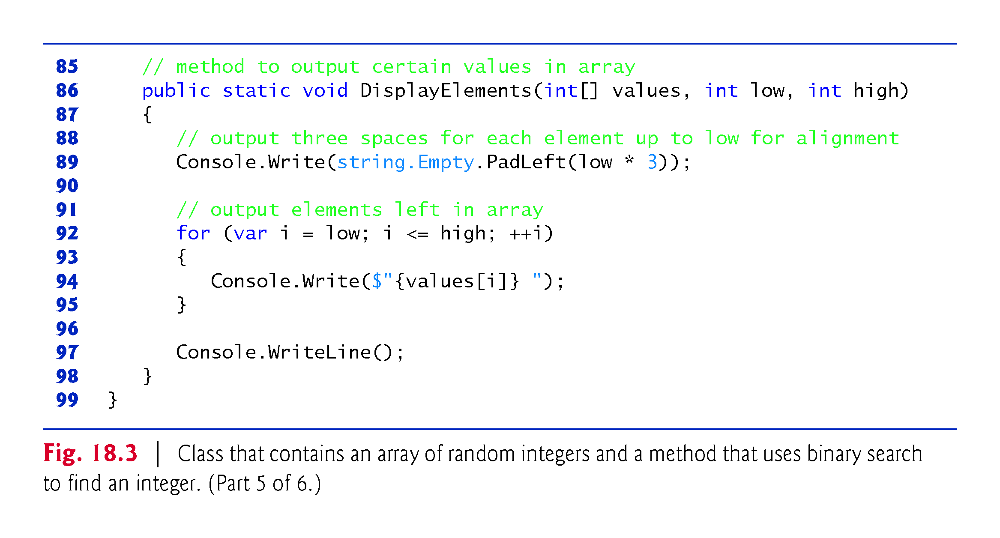 85 // method to output certain values in array
86 public static void DisplayElements(int[] values, int low, int high)
87 {
88 // output three spaces for each element up to low for alignment
89 Console.Write(string.Empty.PadLeft(low * 3));
90
91 // output elements left in array
92 for (var i = low; i <= high; ++i)
93 {
94 Console.Write($"{values[i]} ");
95 }
96
97 Console.WriteLine();
98 }
99 }
Fig. 18.3 | Class that contains an array of random integers and a method that uses binary search
to find an integer. (Part 5 of 6.)